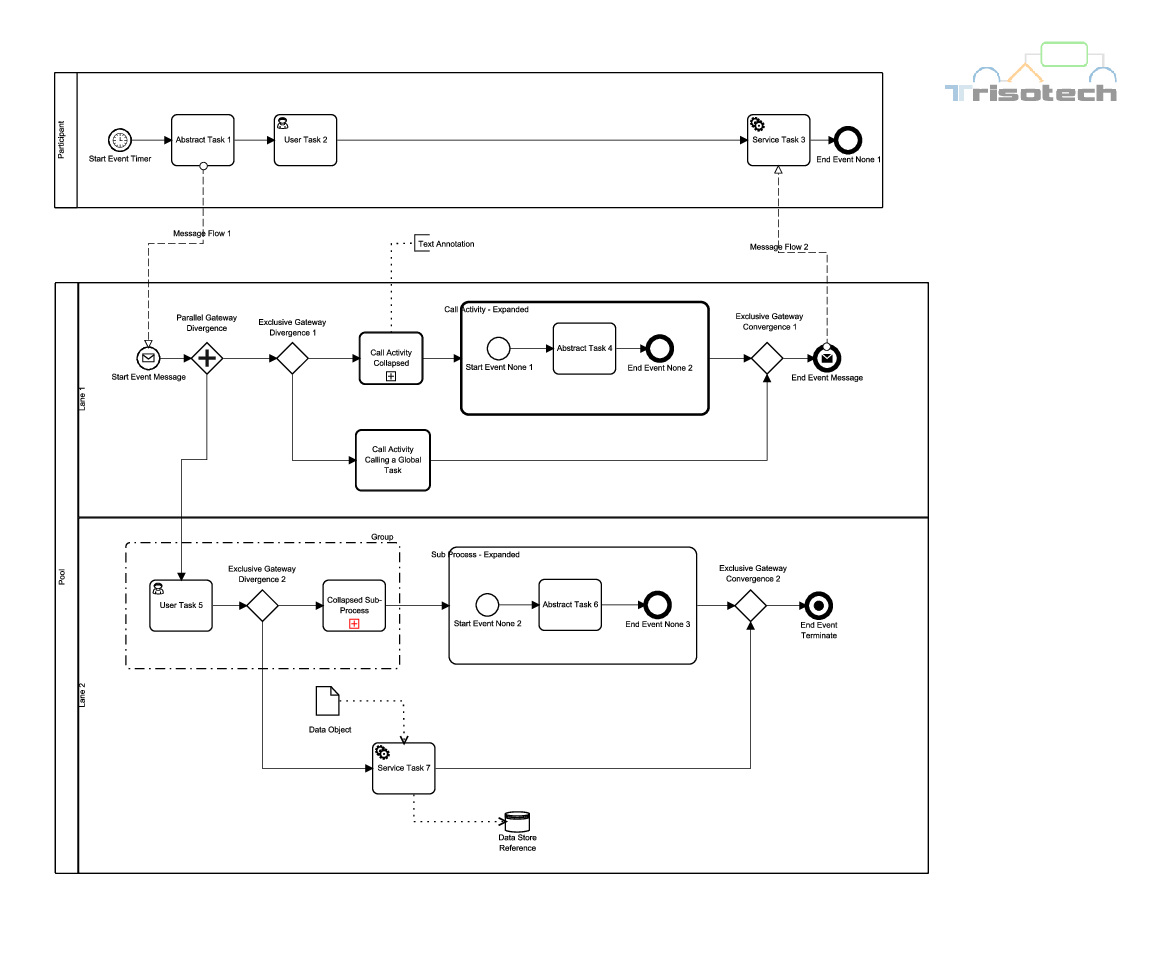 Trisotech
Participant
Start Event Timer
Abstract Task 1
User Task 2
Service Task 3
End Event None 1
Message Flow 1
Text Annotation
Message Flow 2
Pool
Lane 1
Start Event Message
Parallel Gateway
Divergence
Exclusive Gateway
Divergence 1
Call Activity
Collapsed
Call Activity - Expanded
Start Event None 1
Abstract Task 4
End Event None 2
Exclusive Gateway
Convergence 1
End Event Message
Call Activity
Calling a Global
Task
Lane 2
Group
User Task 5
Exclusive Gateway
Divergence 2
Collapsed Sub-
Process
Sub Process - Expanded
Start Event None 2
Abstract Task 6
End Event None 3
Exclusive Gateway
Convergence 2
End Event
Terminate
Data Object
Service Task 7
Data Store
Reference